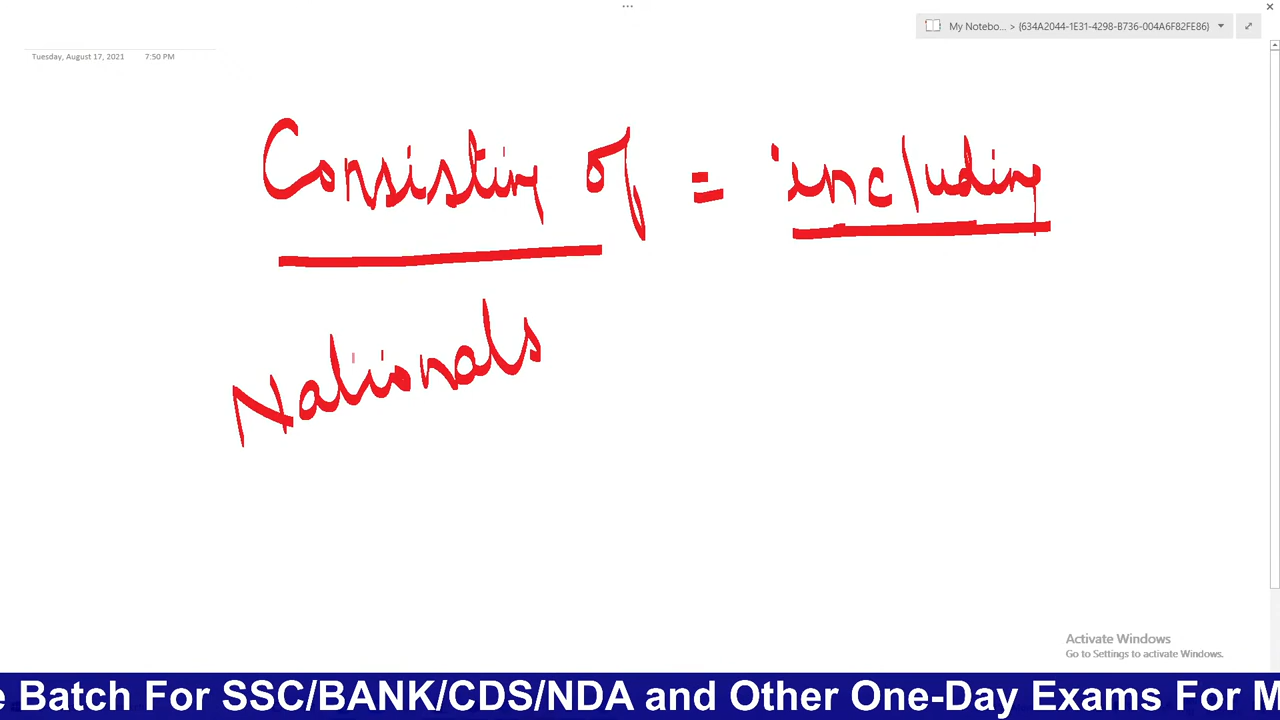 ...
My Notebo... > {634A2044-1E31-4298-B736-004A6F82FE86}
Tuesday, August 17, 2021 7:50 PM
Consisting of = including
Nationals
Activate Windows
Go to Settings to activate Windows.
e Batch For SSC/BANK/CDS/NDA and Other One-Day Exams For M